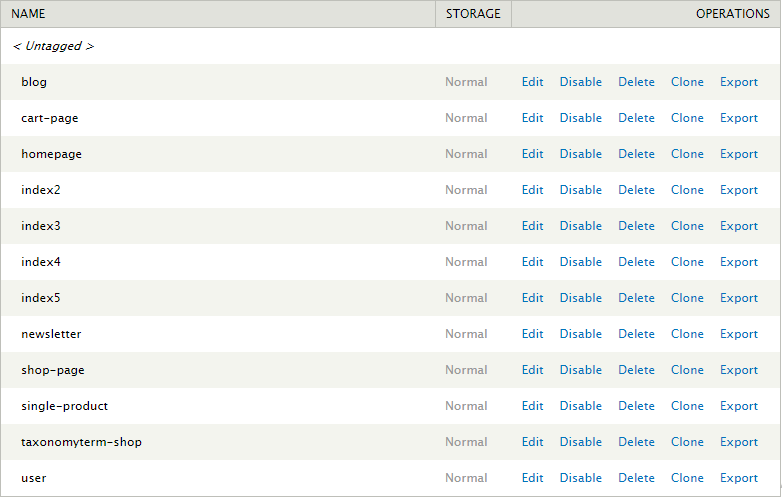 NAME STORAGE OPERATIONS
< Untagged >
blog Normal Edit Disable Delete Clone Export
cart-page Normal Edit Disable Delete Clone Export
homepage Normal Edit Disable Delete Clone Export
index2 Normal Edit Disable Delete Clone Export
index3 Normal Edit Disable Delete Clone Export
index4 Normal Edit Disable Delete Clone Export
index5 Normal Edit Disable Delete Clone Export
newsletter Normal Edit Disable Delete Clone Export
shop-page Normal Edit Disable Delete Clone Export
single-product Normal Edit Disable Delete Clone Export
taxonomyterm-shop Normal Edit Disable Delete Clone Export
user Normal Edit Disable Delete Clone Export